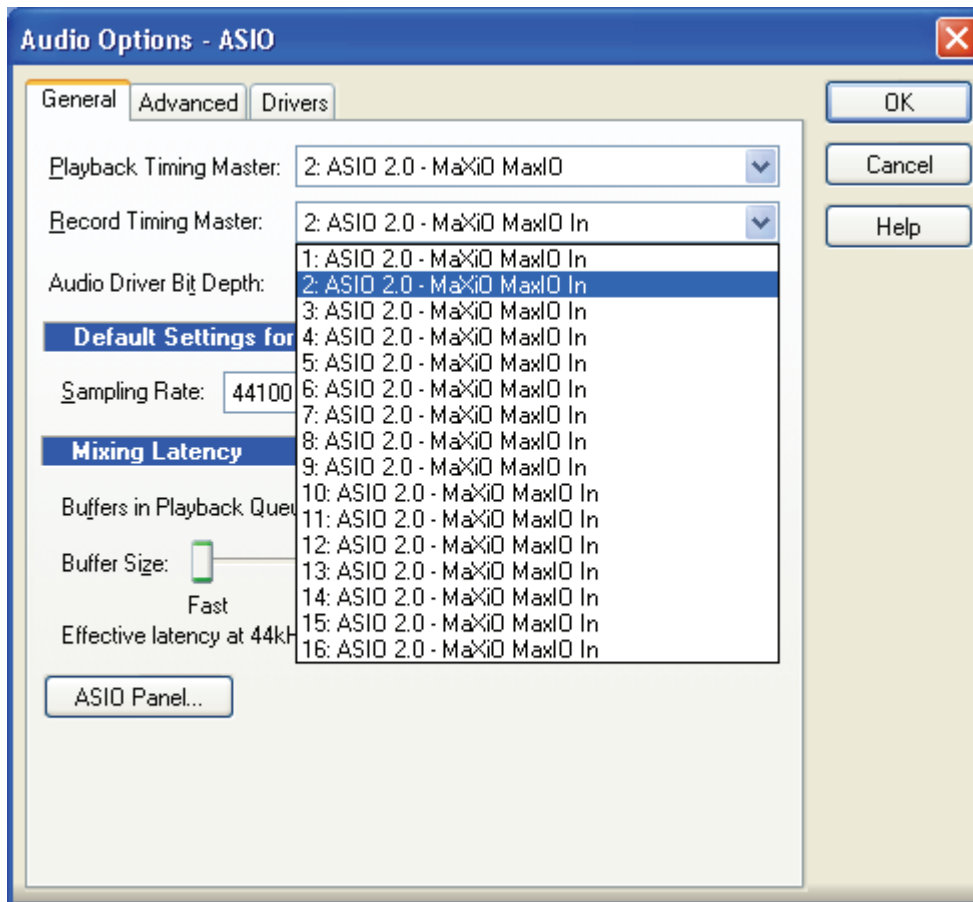 Audio Options - ASIO
General Advanced Drivers
OK
Playback Timing Master: 2: ASIO 2.0 - MaXiO MaxIO
Cancel
Record Timing Master: 2: ASIO 2.0 - MaXiO MaxIO In
Help
1: ASIO 2.0 - MaXiO MaxIO In
Audio Driver Bit Depth:
2: ASIO 2.0 - MaXiO MaxIO In
3: ASIO 2.0 - MaXiO MaxIO In
Default Settings for
4: ASIO 2.0 - MaXiO MaxIO In
5: ASIO 2.0 - MaXiO MaxIO In
Sampling Rate: 44100
6: ASIO 2.0 - MaXiO MaxIO In
7: ASIO 2.0 - MaXiO MaxIO In
8: ASIO 2.0 - MaXiO MaxIO In
Mixing Latency
9: ASIO 2.0 - MaXiO MaxIO In
10: ASIO 2.0 - MaXiO MaxIO In
Buffers in Playback
11: ASIO 2.0 - MaXiO MaxIO In
12: ASIO 2.0 - MaXiO MaxIO In
Buffer Size:
13: ASIO 2.0 - MaXiO MaxIO In
14: ASIO 2.0 - MaXiO MaxIO In
Fast
15: ASIO 2.0 - MaXiO MaxIO In
Effective latency at
16: ASIO 2.0 - MaXiO MaxIO In
ASIO Panel...